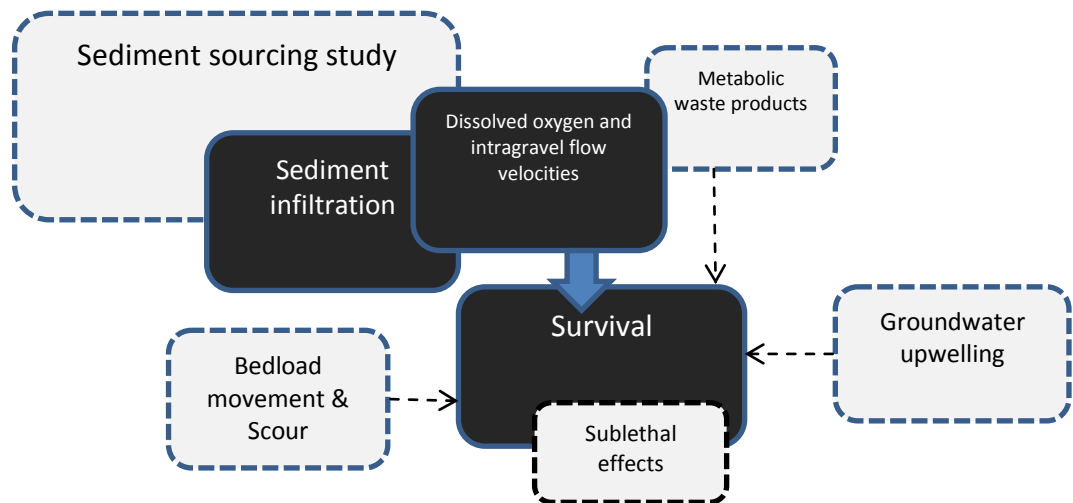 Sediment sourcing study
Metabolic
waste products
Dissolved oxygen and
intragravel flow
velocities
Sediment
infiltration
Survival
Groundwater
upwelling
Bedload
movement &
Scour
Sublethal
effects